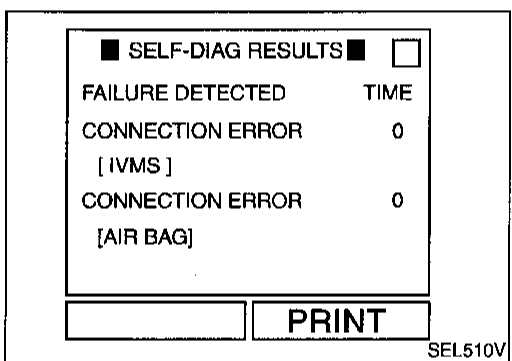 SELF-DIAG RESULTS
FAILURE DETECTED TIME
CONNECTION ERROR 0
[ IVMS ]
CONNECTION ERROR 0
[AIR BAG]
PRINT
SEL510V